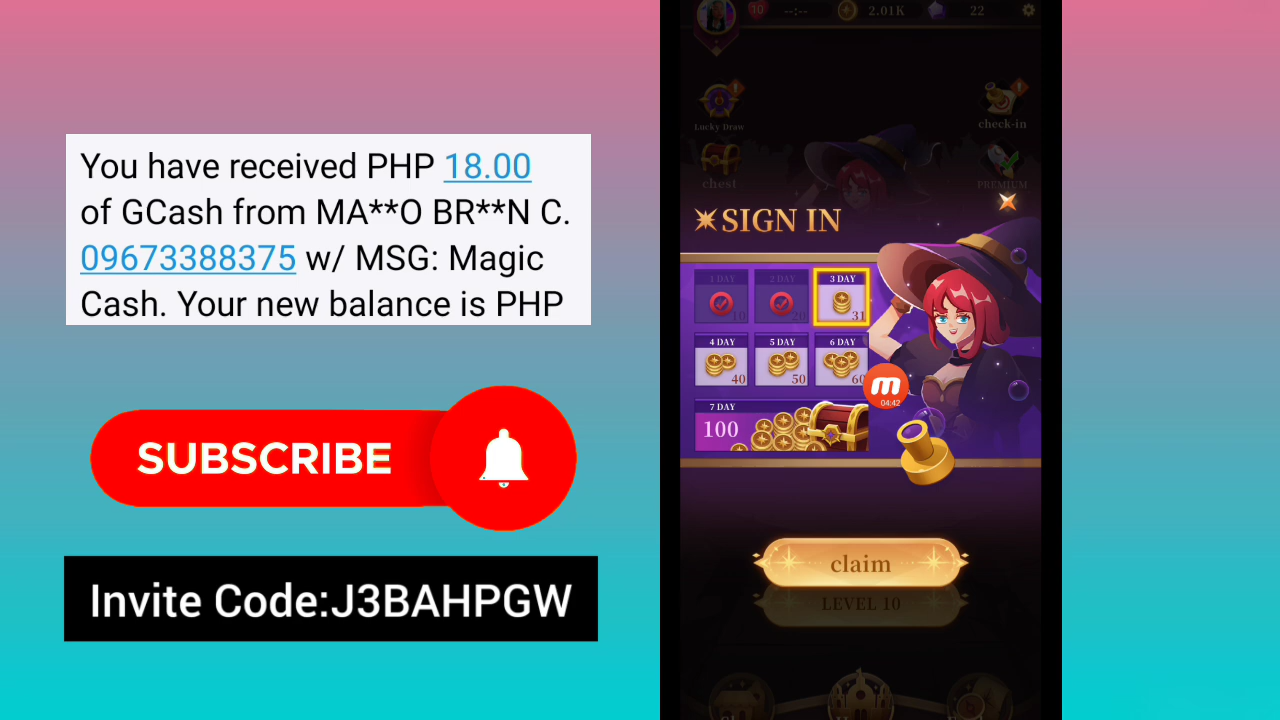 You have received PHP 18.00
of GCash from MA**O BR**N C.
09673388375 w/ MSG: Magic
Cash. Your new balance is PHP
SUBSCRIBE
Invite Code:J3BAHPGW
10 --:-- 2.01K 22
Lucky Draw
check-in
chest
PREMIUM
SIGN IN
1 DAY 2 DAY 3 DAY
10 20 31
4 DAY 5 DAY 6 DAY
40 50 60
7 DAY
100
m
04:42
claim
LEVEL 10